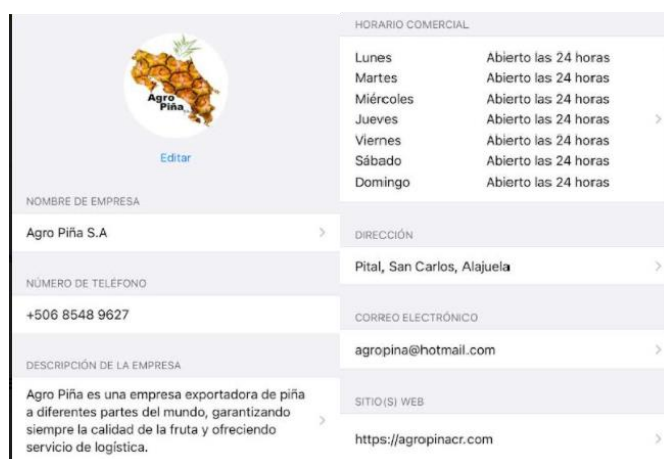 Agro
Piña
Editar
NOMBRE DE EMPRESA
Agro Piña S.A
NÚMERO DE TELÉFONO
+506 8548 9627
DESCRIPCIÓN DE LA EMPRESA
Agro Piña es una empresa exportadora de piña
a diferentes partes del mundo, garantizando
siempre la calidad de la fruta y ofreciendo
servicio de logística.
HORARIO COMERCIAL
Lunes Abierto las 24 horas
Martes Abierto las 24 horas
Miércoles Abierto las 24 horas
Jueves Abierto las 24 horas
Viernes Abierto las 24 horas
Sábado Abierto las 24 horas
Domingo Abierto las 24 horas
DIRECCIÓN
Pital, San Carlos, Alajuela
CORREO ELECTRÓNICO
agropina@hotmail.com
SITIO(S) WEB
https://agropinacr.com